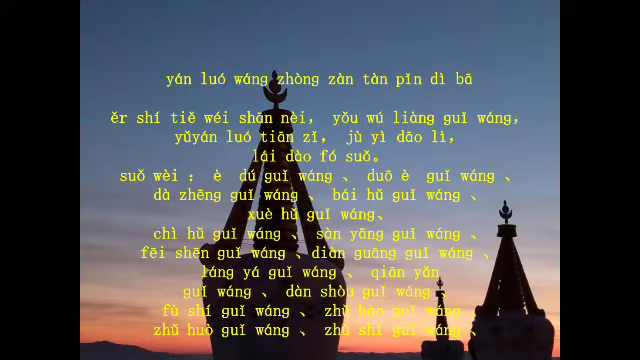 yán luó wáng zhòng zàn tàn pǐn dì bā
ěr shí tiě wéi shān nèi， yǒu wú liàng guǐ wáng，
yǔyán luó tiān zǐ， jù yì dāo lì，
lái dào fó suǒ。
suǒ wèi： è dú guǐ wáng 、 duō è guǐ wáng 、
dà zhēng guǐ wáng 、 bái hǔ guǐ wáng 、
xuè hǔ guǐ wáng、
chì hǔ guǐ wáng 、 sàn yāng guǐ wáng 、
fēi shēn guǐ wáng 、diàn guāng guǐ wáng 、
láng yá guǐ wáng 、 qiān yǎn
guǐ wáng 、 dàn shòu guǐ wáng 、
fù shí guǐ wáng 、 zhǔ hào guǐ wáng 、
zhǔ huò guǐ wáng 、 zhǔ shí guǐ wáng 、